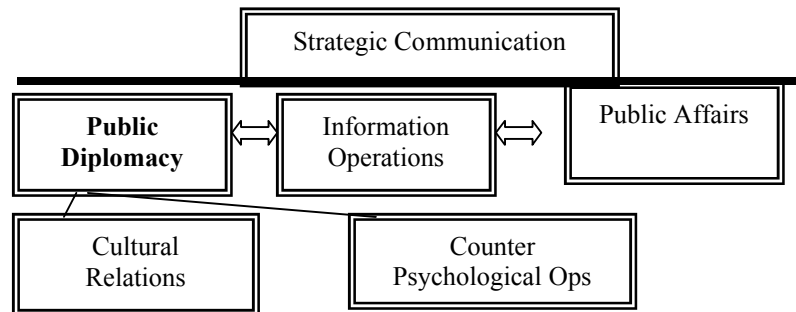 Strategic Communication
Public
Diplomacy
Information
Operations
Public Affairs
Cultural
Relations
Counter
Psychological Ops